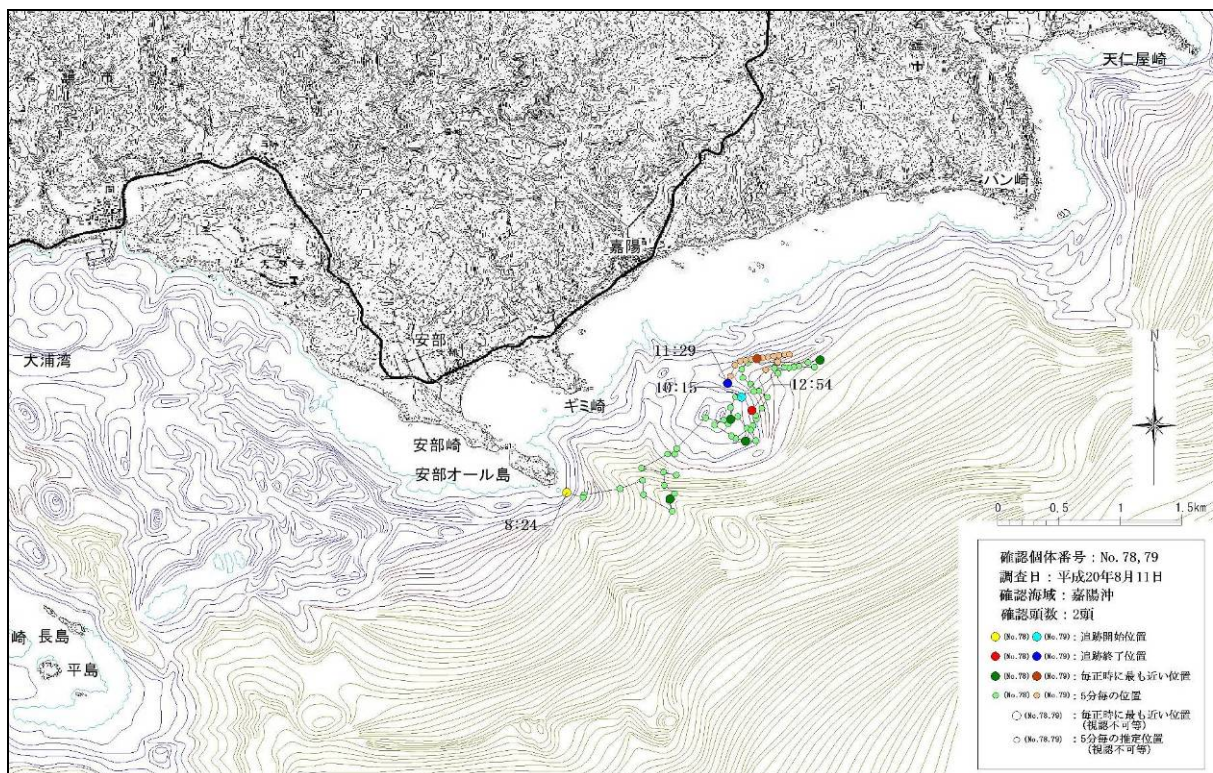 天仁屋崎
バン崎
嘉陽
安部
大浦湾
11:29
10:15
12:54
ギミ崎
安部崎
安部オール島
8:24
N
0 0.5 1 1.5km
長島
崎
平島
確認個体番号：No.78,79
調査日：平成20年8月11日
確認海域：嘉陽沖
確認頭数：2頭
(No.78) (No.79)：追跡開始位置
(No.78) (No.79)：追跡終了位置
(No.78) (No.79)：毎正時に最も近い位置
(No.78) (No.79)：5分毎の位置
(No.78,79)：毎正時に最も近い位置
(視認不可等)
(No.78,79)：5分毎の推定位置
(視認不可等)